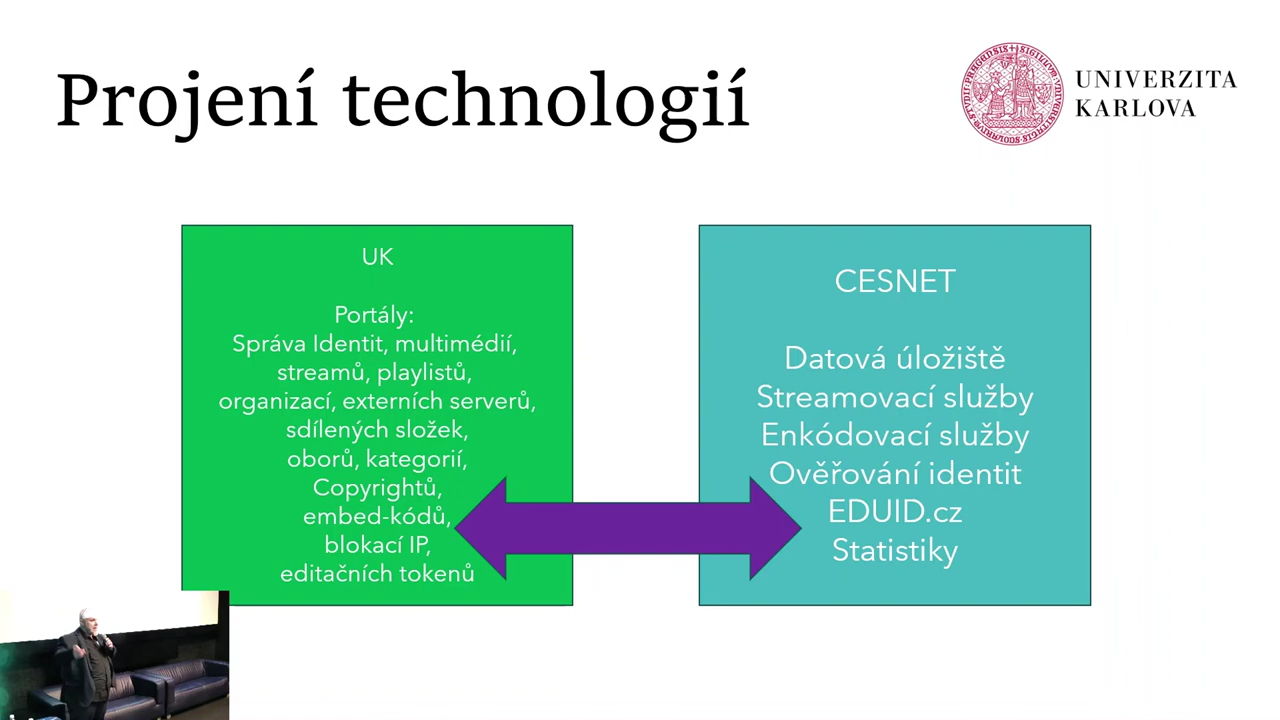 Projení technologií
UNIVERZITA
KARLOVA
UK
Portály:
Správa Identit, multimédií,
streamů, playlistů,
organizací, externích serverů,
sdílených složek,
oborů, kategorií,
Copyrightů,
embed-kódů,
blokací IP,
editačních tokenů
CESNET
Datová úložiště
Streamovací služby
Enkódovací služby
Ověřování identit
EDUID.cz
Statistiky